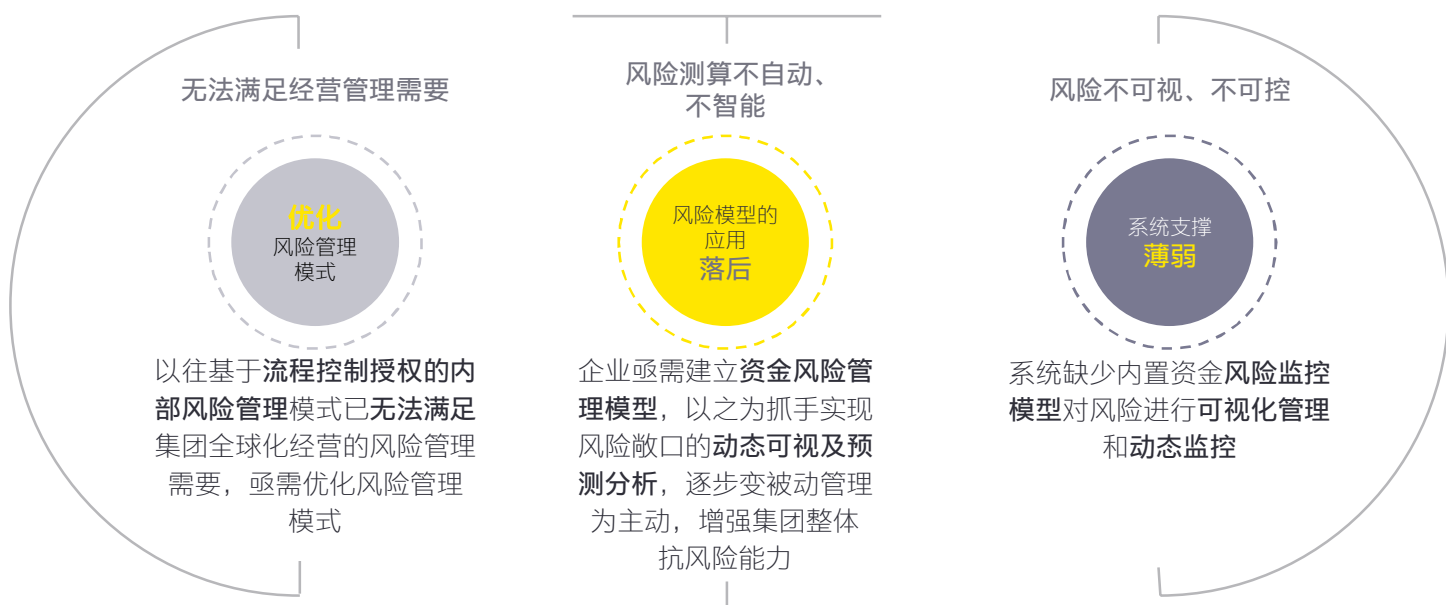 无法满足经营管理需要
优化
风险管理
模式
以往基于流程控制授权的内
部风险管理模式已无法满足
集团全球化经营的风险管理
需要，亟需优化风险管理
模式
风险测算不自动、
不智能
风险模型的
应用
落后
企业亟需建立资金风险管
理模型，以之为抓手实现
风险敞口的动态可视及预
测分析，逐步变被动管理
为主动，增强集团整体
抗风险能力
风险不可视、不可控
系统支撑
薄弱
系统缺少内置资金风险监控
模型对风险进行可视化管理
和动态监控